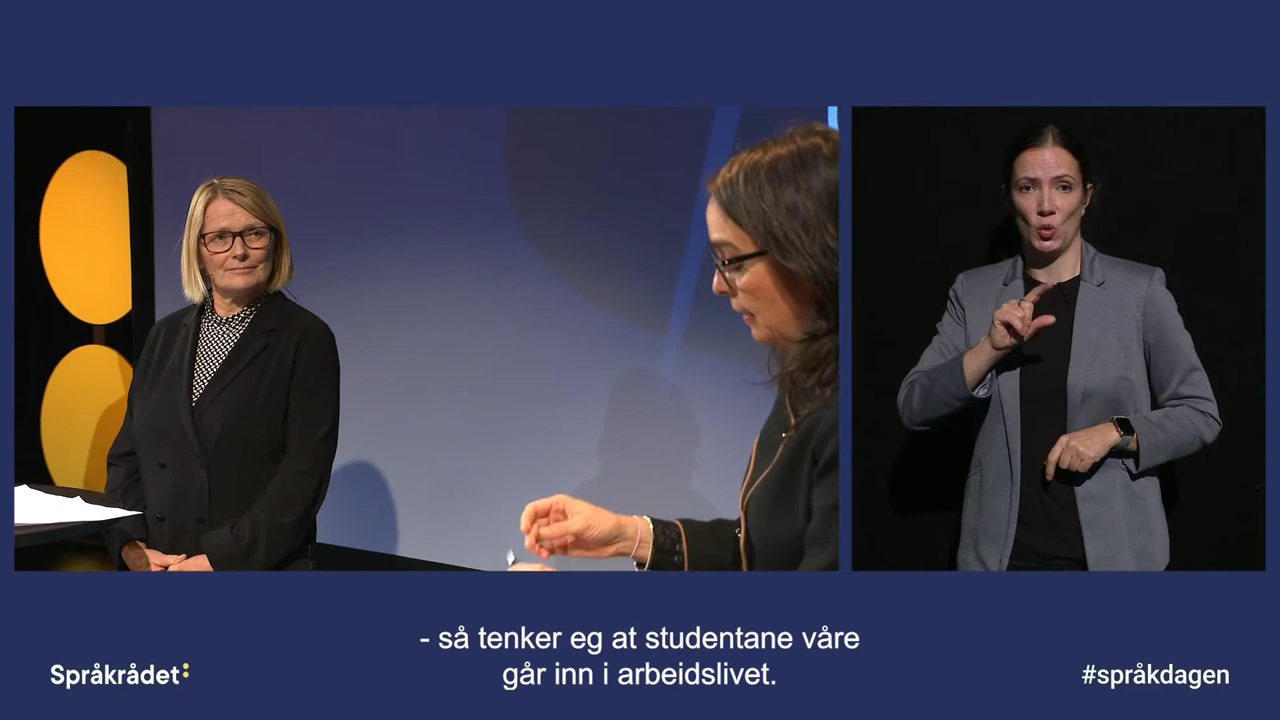 - så tenker eg at studentane våre
går inn i arbeidslivet.
Språkrådet:
#språkdagen